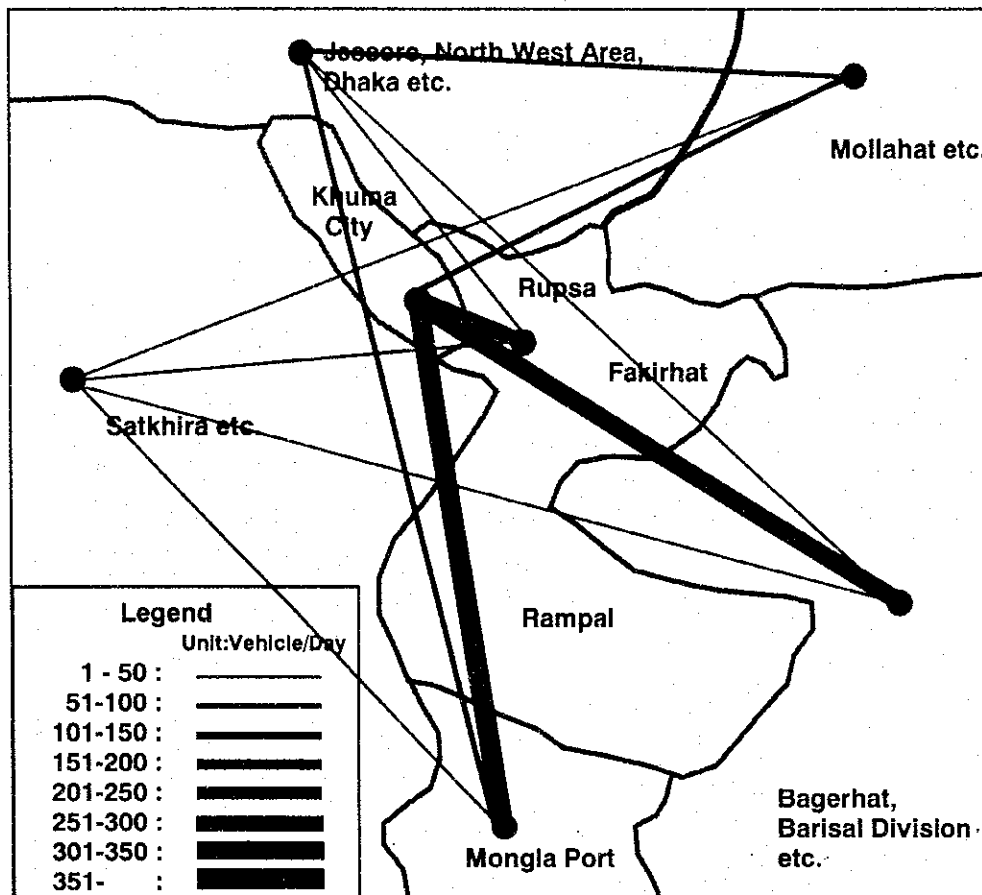 Jessore, North West Area,
Dhaka etc.
Mollahat etc.
Khulna
City
Rupsa
Fakirhat
Satkhira etc.
Rampal
Legend
Unit:Vehicle/Day
1 - 50 :
51-100 :
101-150 :
151-200 :
201-250 :
251-300 :
301-350 :
351- :
Mongla Port
Bagerhat,
Barisal Division
etc.